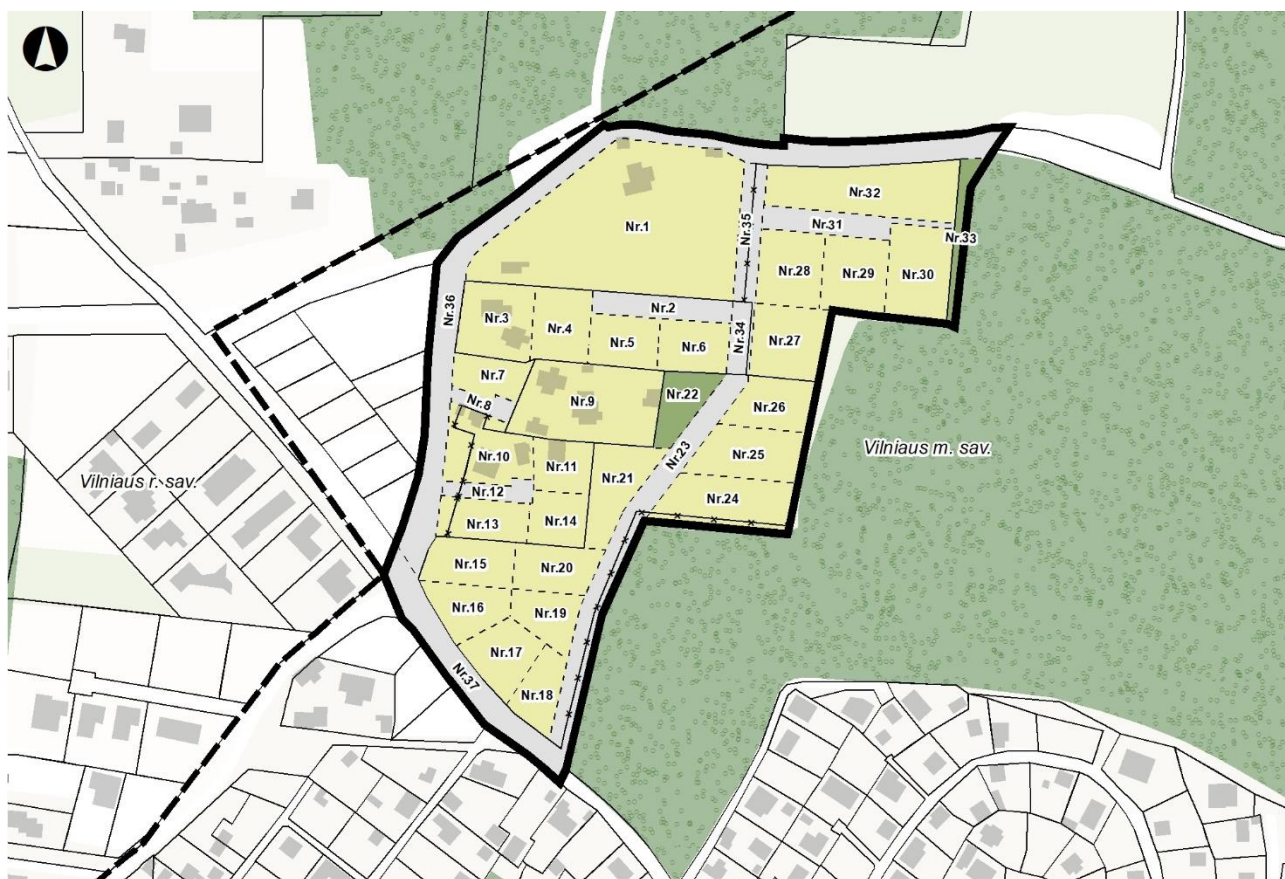 Nr.32
Nr.1
Nr.35
Nr.31
Nr.33
Nr.28
Nr.29
Nr.30
Nr.36
Nr.2
Nr.3
Nr.4
Nr.34
Nr.27
Nr.5
Nr.6
Nr.7
Nr.22
Nr.8
Nr.9
Nr.26
Nr.23
Nr.25
Vilniaus m. sav.
Nr.10
Nr.11
Nr.21
Vilniaus r. sav.
Nr.12
Nr.24
Nr.13
Nr.14
Nr.15
Nr.20
Nr.16
Nr.19
Nr.17
Nr.37
Nr.18